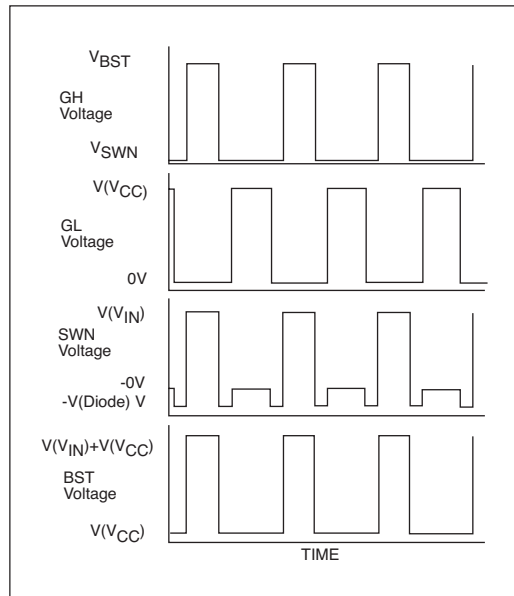 VBST
GH
Voltage
VSWN
V(VCC)
GL
Voltage
0V
V(VIN)
SWN
Voltage
-0V
-V(Diode) V
V(VIN)+V(VCC)
BST
Voltage
V(VCC)
TIME